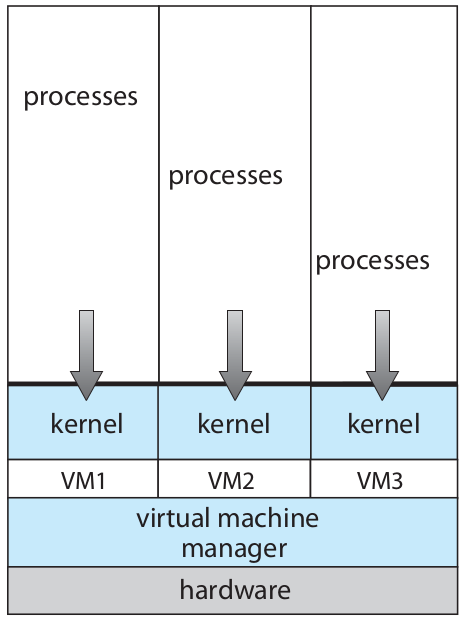 processes
processes
processes
kernel
kernel
kernel
VM1
VM2
VM3
virtual machine
manager
hardware